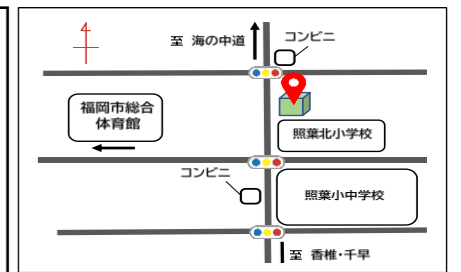 至 海の中道
コンビニ
福岡市総合
体育館
照葉北小学校
コンビニ
照葉小中学校
至 香椎・千早